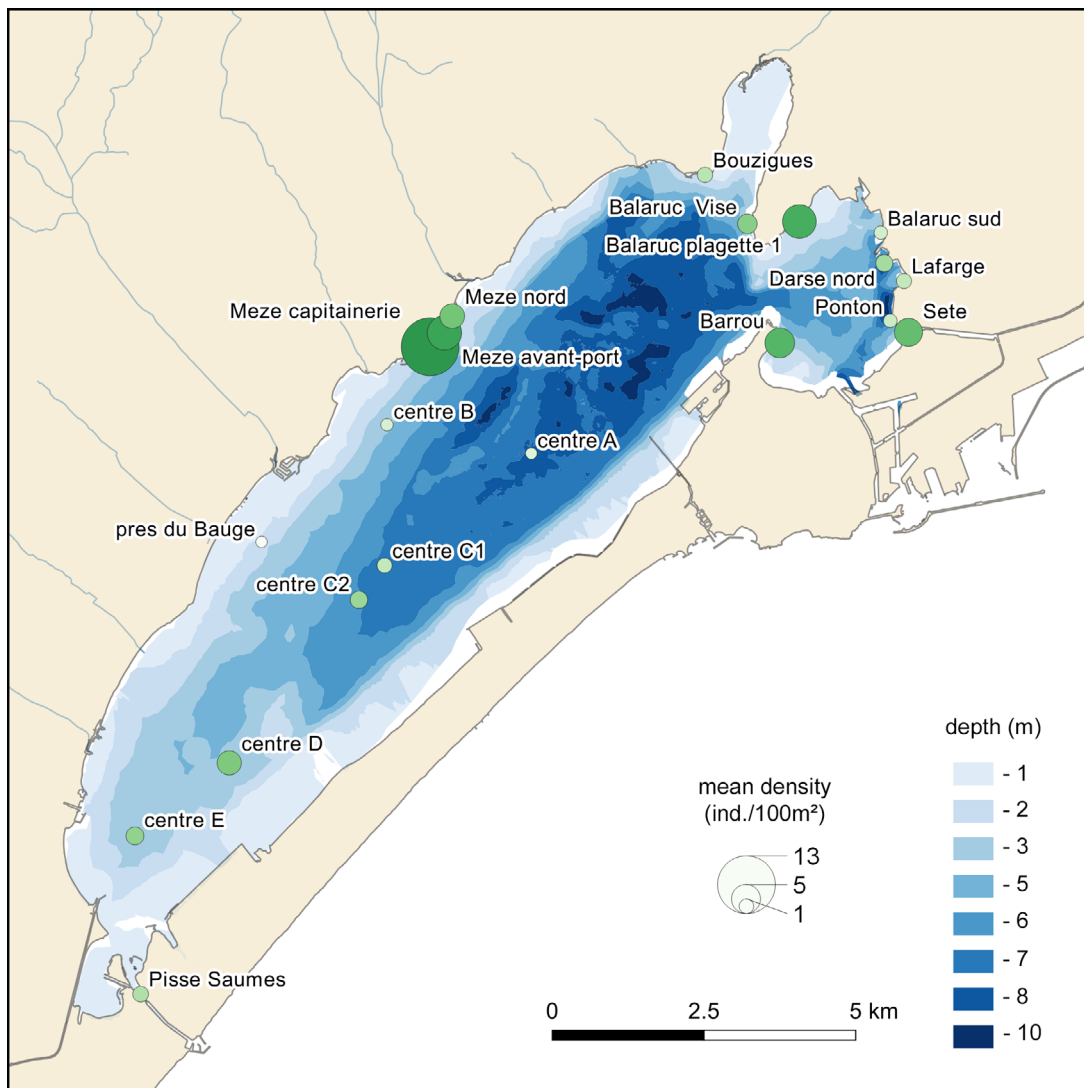 Bouzigues
Balaruc Vise
Balaruc sud
Balaruc plagette 1
Lafarge
Darse nord
Meze nord
Meze capitainerie
Ponton
Sete
Barrou
Meze avant-port
centre B
centre A
pres du Bauge
centre C1
centre C2
depth (m)
centre D
- 1
mean density
(ind./100m²)
- 2
centre E
- 3
13
- 5
5
1
- 6
- 7
Pisse Saumes
- 8
0 2.5 5 km
- 10